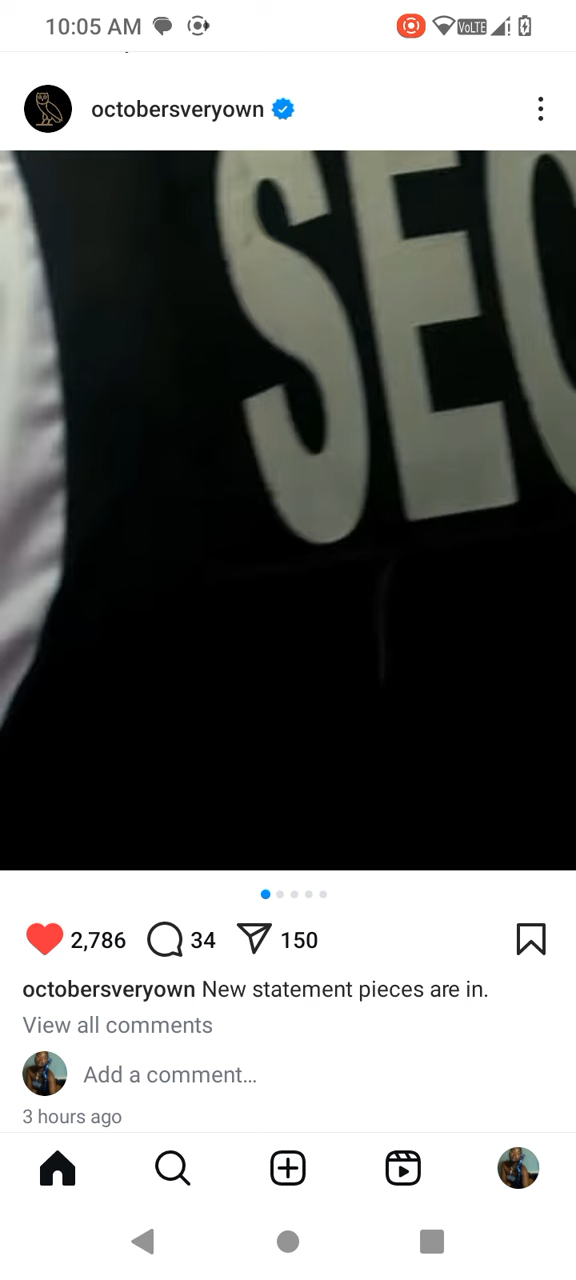 10:05 AM
VoLTE
octobersveryown
SEC
2,786 34 150
octobersveryown New statement pieces are in.
View all comments
Add a comment...
3 hours ago